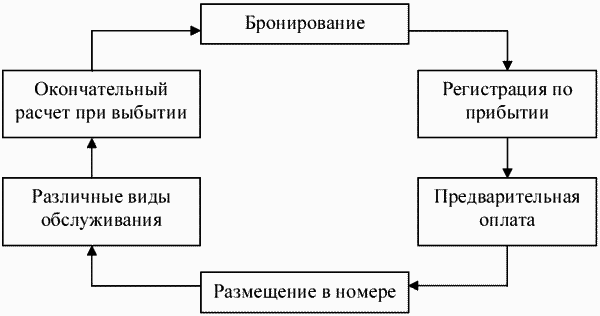 Бронирование
Регистрация по
прибытии
Предварительная
оплата
Размещение в номере
Различные виды
обслуживания
Окончательный
расчет при выбытии